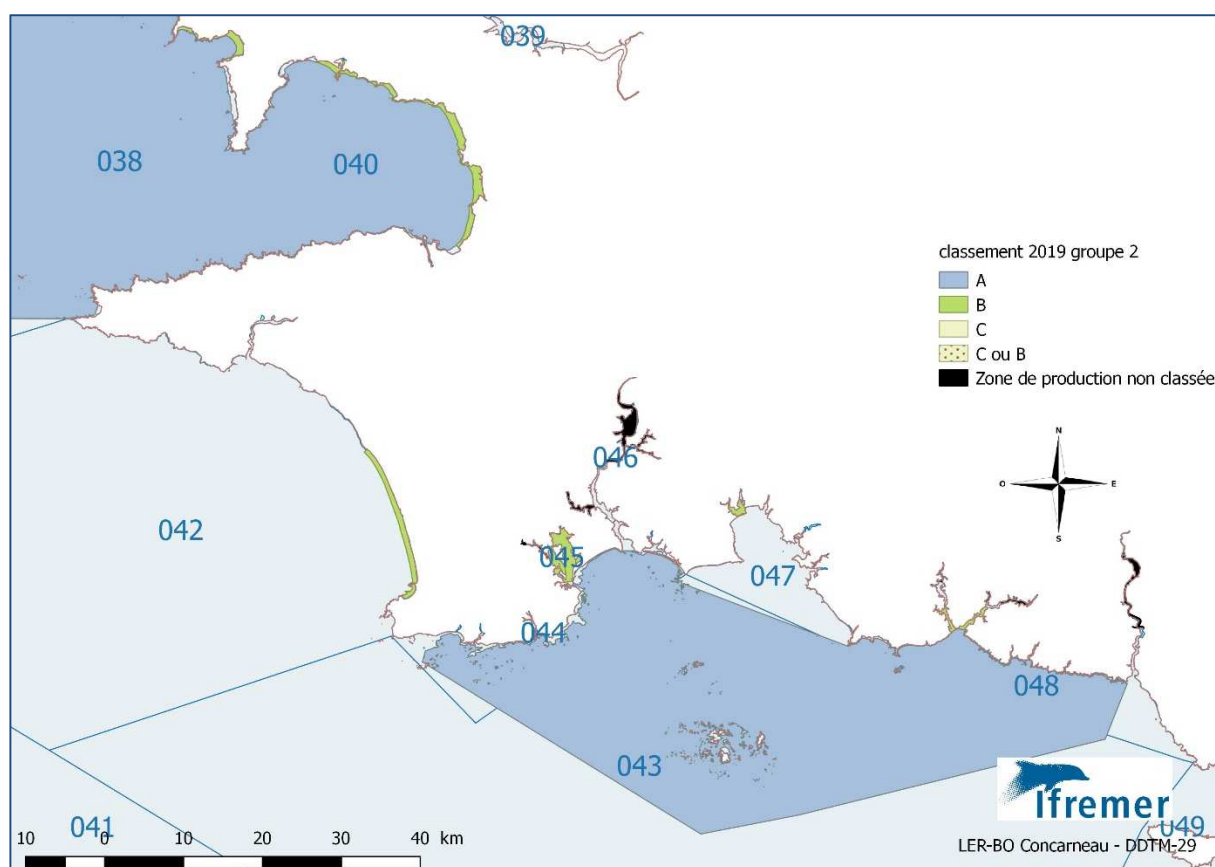 039
038
040
classement 2019 groupe 2
A
B
C
C ou B
Zone de production non classée
N
O
E
S
046
042
045
047
044
048
043
041
10 0 10 20 30 40 km
Ifremer
049
LER-BO Concarneau - DDTM-29